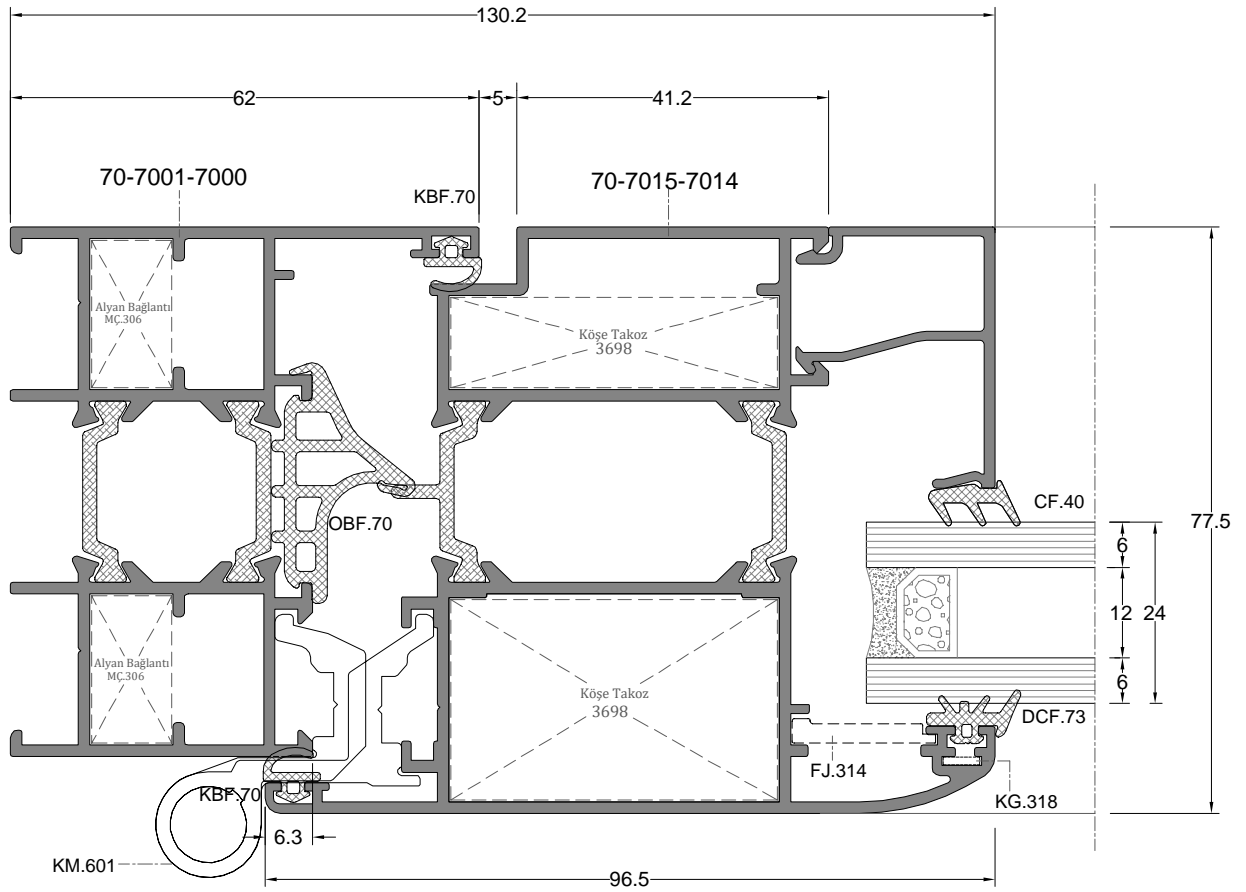 130.2
62
5
41.2
70-7001-7000
KBF.70
70-7015-7014
Alyan Bağlantı
MÇ.306
Köşe Takoz
3698
OBF.70
CF.40
77.5
6
12
24
6
Alyan Bağlantı
MÇ.306
Köşe Takoz
3698
DCF.73
FJ.314
KBF.70
KG.318
6.3
KM.601
96.5